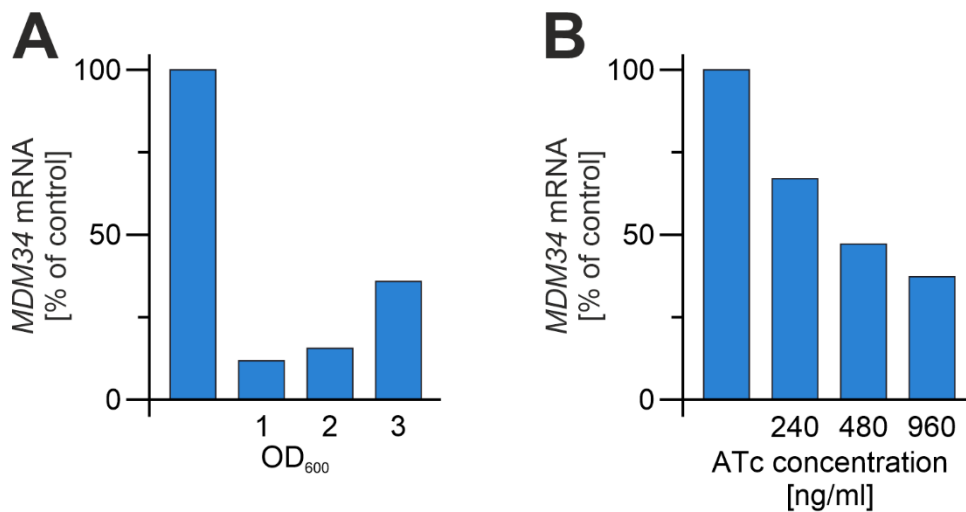 A
MDM34 mRNA
[% of control]
100
50
0
1 2 3
OD₆₀₀
B
MDM34 mRNA
[% of control]
100
50
0
240 480 960
ATc concentration
[ng/ml]